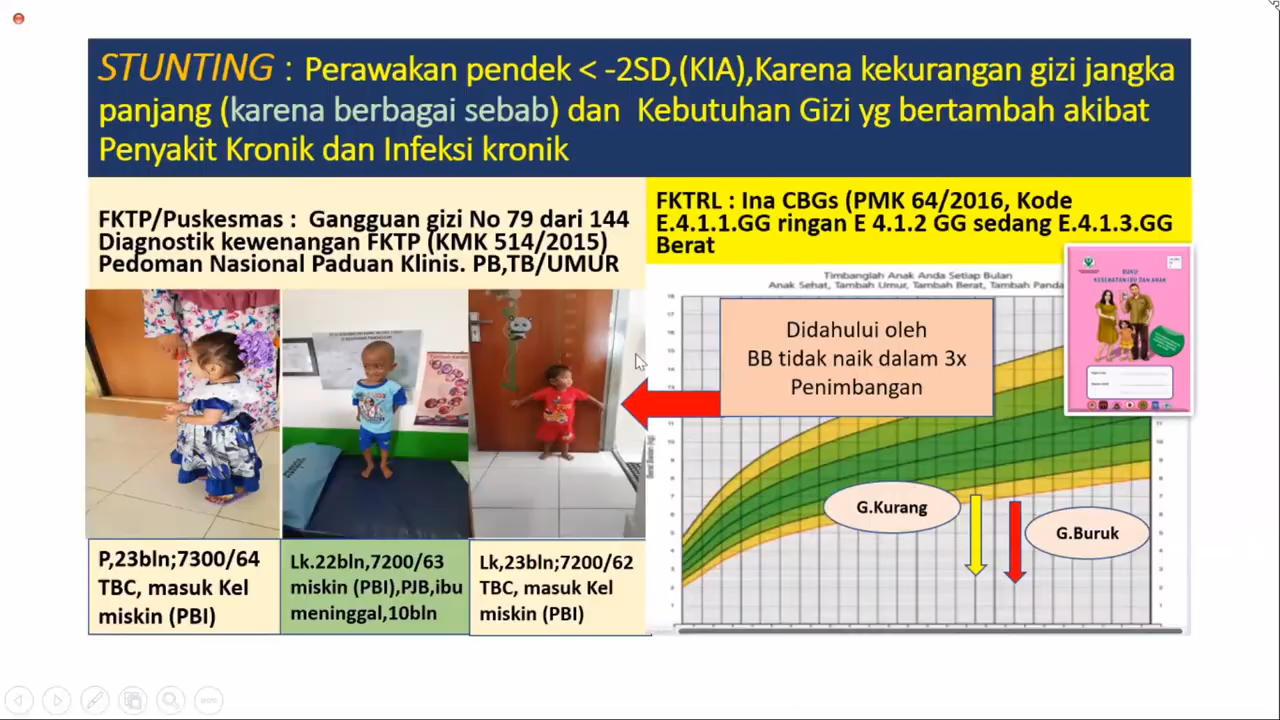 STUNTING : Perawakan pendek < -2SD,(KIA),Karena kekurangan gizi jangka
panjang (karena berbagai sebab) dan Kebutuhan Gizi yg bertambah akibat
Penyakit Kronik dan Infeksi kronik
FKTP/Puskesmas : Gangguan gizi No 79 dari 144
Diagnostik kewenangan FKTP (KMK 514/2015)
Pedoman Nasional Paduan Klinis. PB,TB/UMUR
FKTRL : Ina CBGs (PMK 64/2016, Kode
E.4.1.1.GG ringan E 4.1.2 GG sedang E.4.1.3.GG
Berat
Timbanglah Anak Anda Setiap Bulan
Anak Sehat, Tambah Umur, Tambah Berat, Tambah Panda
BUKU
KESEHATAN IBU DAN ANAK
Didahului oleh
BB tidak naik dalam 3x
Penimbangan
G.Kurang
G.Buruk
P,23bln;7300/64
TBC, masuk Kel
miskin (PBI)
Lk.22bln,7200/63
miskin (PBI),PJB,ibu
meninggal,10bln
Lk,23bln;7200/62
TBC, masuk Kel
miskin (PBI)